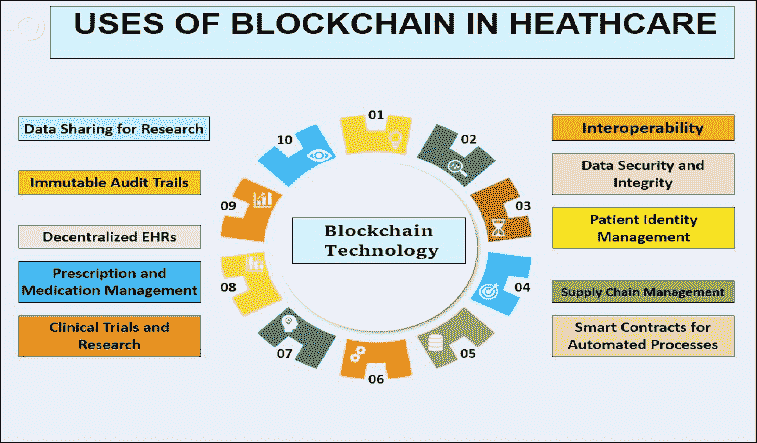 USES OF BLOCKCHAIN IN HEATHCARE
Data Sharing for Research
Immutable Audit Trails
Decentralized EHRs
Prescription and
Medication Management
Clinical Trials and
Research
01
02
03
04
05
06
07
08
09
10
Blockchain
Technology
Interoperability
Data Security and
Integrity
Patient Identity
Management
Supply Chain Management
Smart Contracts for
Automated Processes